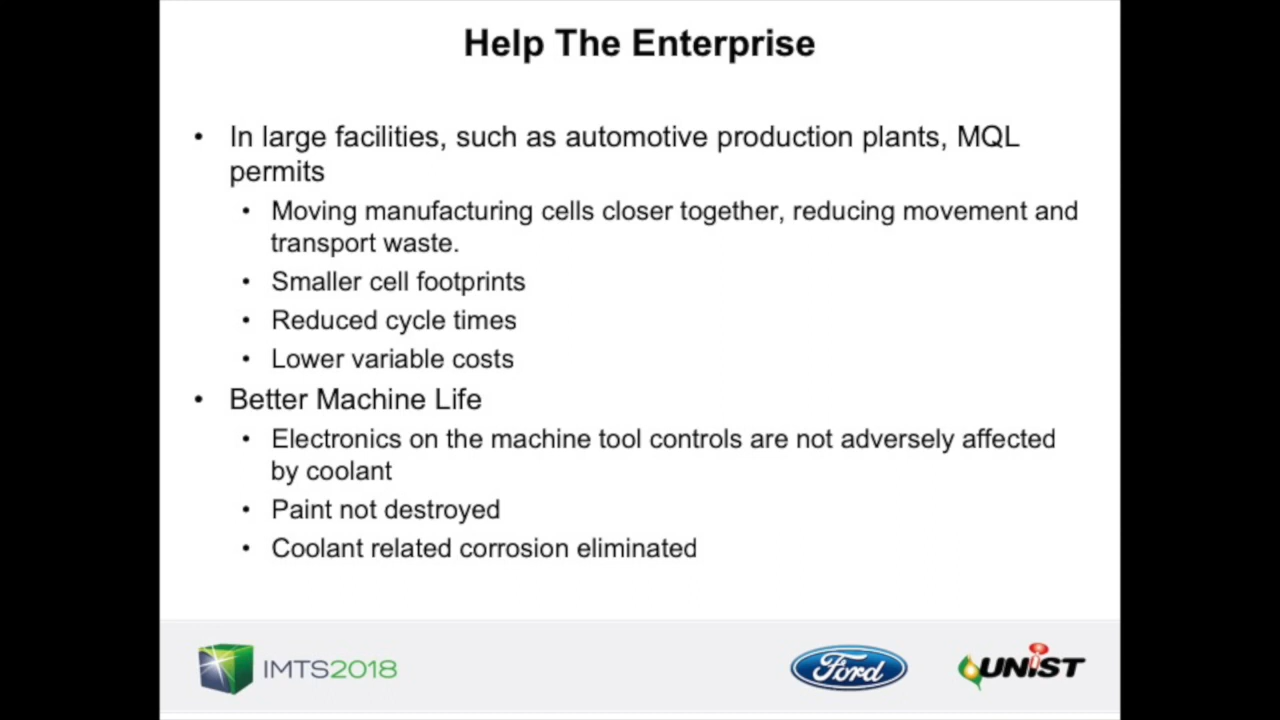 Help The Enterprise
• In large facilities, such as automotive production plants, MQL
permits
• Moving manufacturing cells closer together, reducing movement and
transport waste.
• Smaller cell footprints
• Reduced cycle times
• Lower variable costs
• Better Machine Life
• Electronics on the machine tool controls are not adversely affected
by coolant
• Paint not destroyed
• Coolant related corrosion eliminated
IMTS2018
Ford
UNiST